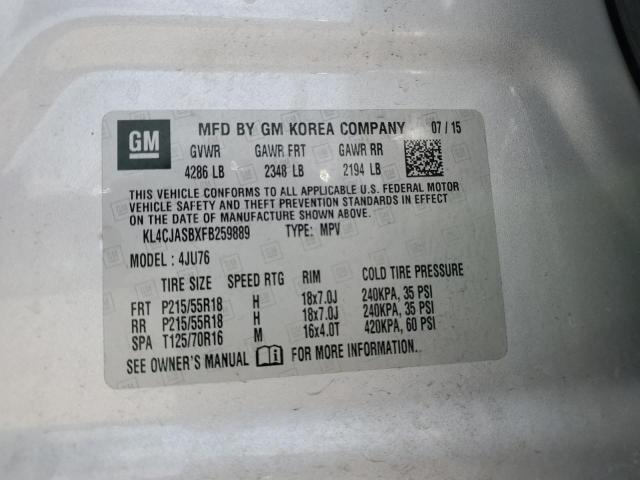 GM MFD BY GM KOREA COMPANY 07 / 15
GVWR GAWR FRT GAWR RR
4286 LB 2348 LB 2194 LB
THIS VEHICLE CONFORMS TO ALL APPLICABLE U.S. FEDERAL MOTOR
VEHICLE SAFETY AND THEFT PREVENTION STANDARDS IN EFFECT ON THE
DATE OF MANUFACTURE SHOWN ABOVE.
KL4CJASBXFB259889 TYPE: MPV
MODEL : 4JU76
TIRE SIZE SPEED RTG RIM COLD TIRE PRESSURE
FRT P215/55R18 H 18x7.0J 240KPA, 35 PSI
RR P215/55R18 H 18x7.0J 240KPA, 35 PSI
SPA T125/70R16 M 16x4.0T 420KPA, 60 PSI
SEE OWNER'S MANUAL FOR MORE INFORMATION.